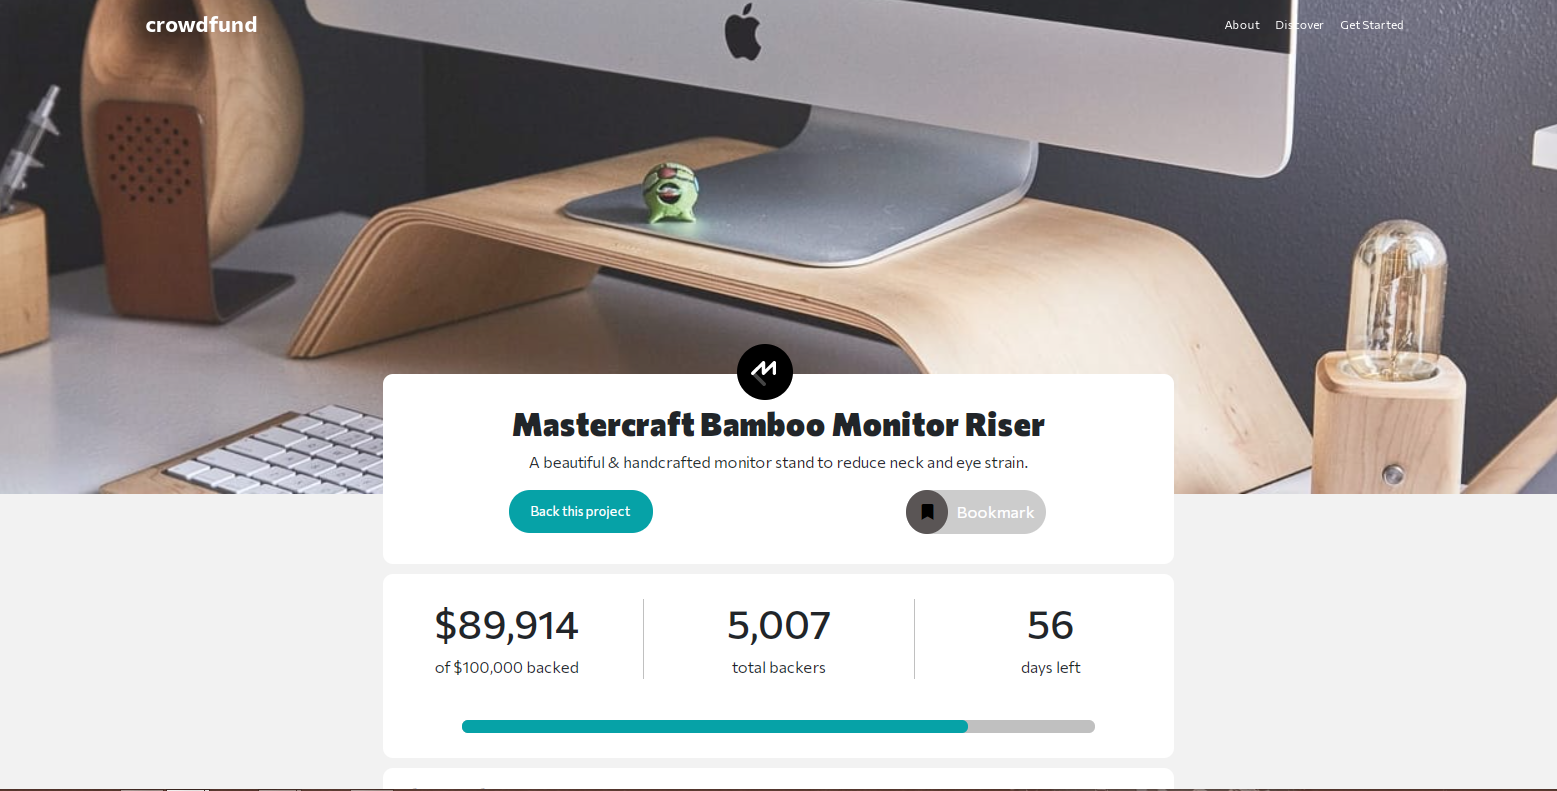 crowdfund
About Discover Get Started
Mastercraft Bamboo Monitor Riser
A beautiful & handcrafted monitor stand to reduce neck and eye strain.
Back this project
Bookmark
$89,914
of $100,000 backed
5,007
total backers
56
days left